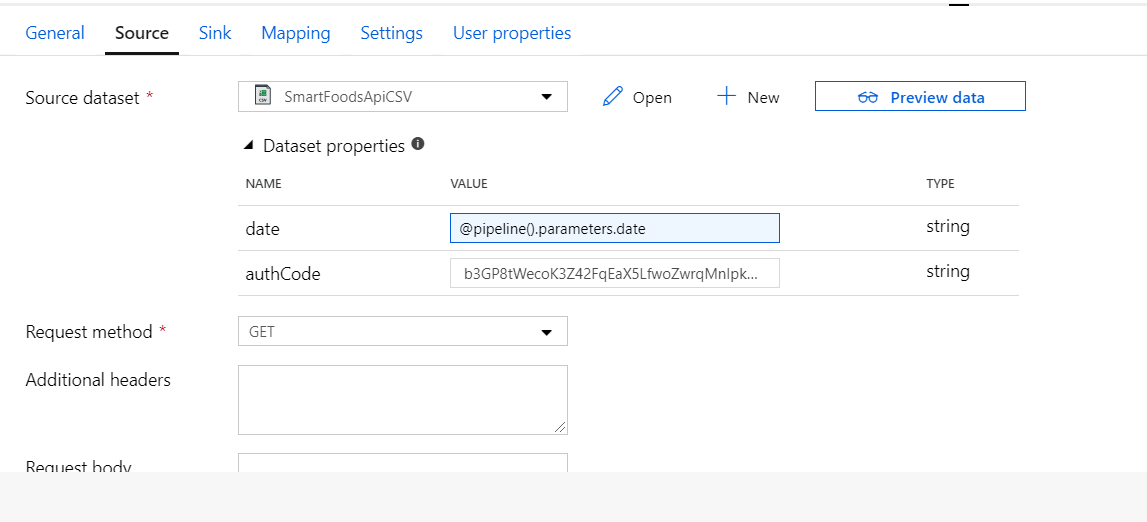 General Source Sink Mapping Settings User properties
Source dataset * CSV SmartFoodsApiCSV Open New Preview data
Dataset properties
NAME VALUE TYPE
date @pipeline().parameters.date string
authCode b3GP8tWecoK3Z42FqEaX5LfwoZwrqMnIpk... string
Request method * GET
Additional headers
Request body